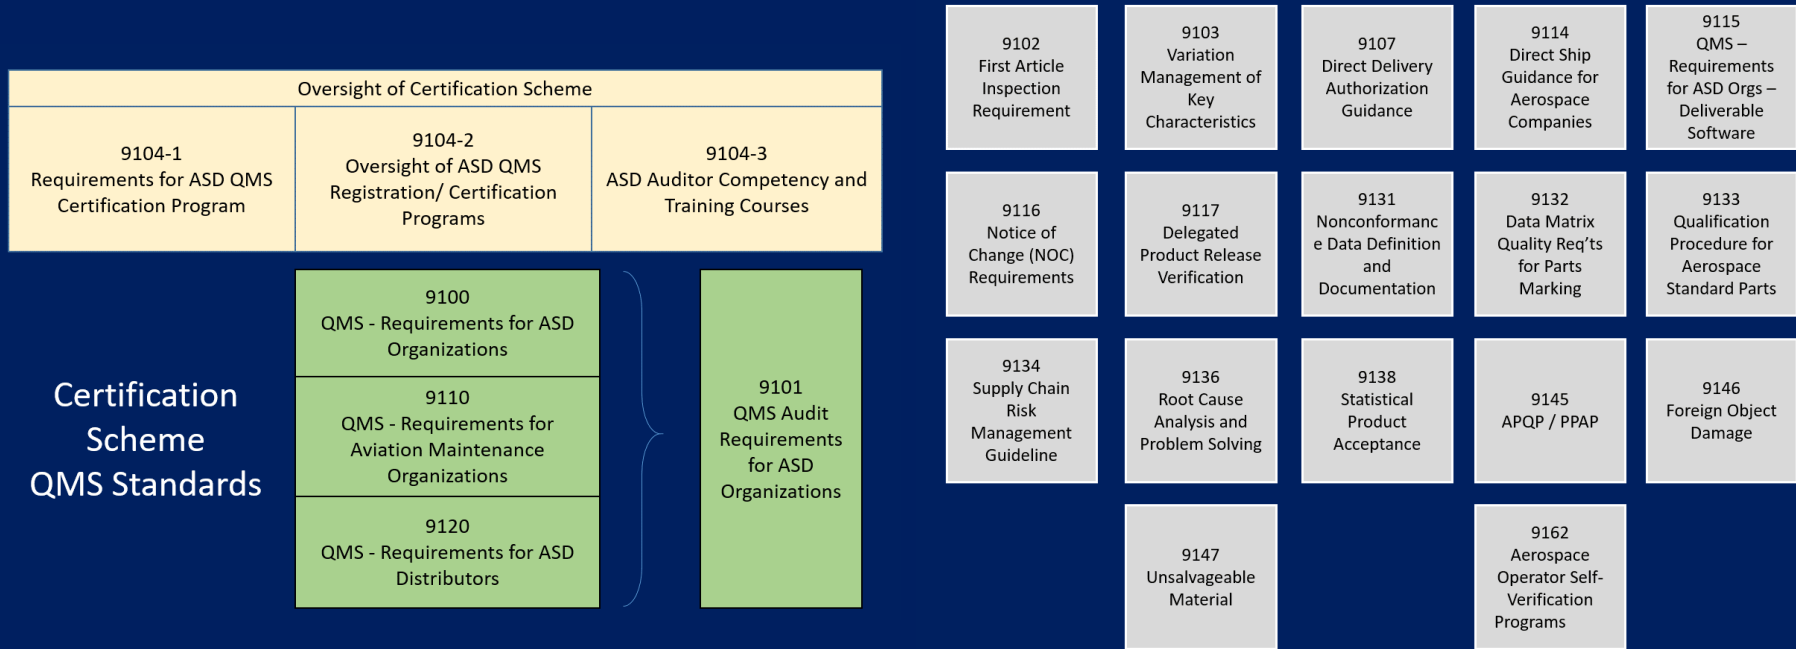 Oversight of Certification Scheme
9104-1
Requirements for ASD QMS
Certification Program
9104-2
Oversight of ASD QMS
Registration/ Certification
Programs
9104-3
ASD Auditor Competency and
Training Courses
Certification
Scheme
QMS Standards
9100
QMS - Requirements for ASD
Organizations
9110
QMS - Requirements for
Aviation Maintenance
Organizations
9120
QMS - Requirements for ASD
Distributors
9101
QMS Audit
Requirements
for ASD
Organizations
9102
First Article
Inspection
Requirement
9103
Variation
Management of
Key
Characteristics
9107
Direct Delivery
Authorization
Guidance
9114
Direct Ship
Guidance for
Aerospace
Companies
9115
QMS –
Requirements
for ASD Orgs –
Deliverable
Software
9116
Notice of
Change (NOC)
Requirements
9117
Delegated
Product Release
Verification
9131
Nonconformanc
e Data Definition
and
Documentation
9132
Data Matrix
Quality Req’ts
for Parts
Marking
9133
Qualification
Procedure for
Aerospace
Standard Parts
9134
Supply Chain
Risk
Management
Guideline
9136
Root Cause
Analysis and
Problem Solving
9138
Statistical
Product
Acceptance
9145
APQP / PPAP
9146
Foreign Object
Damage
9147
Unsalvageable
Material
9162
Aerospace
Operator Self-
Verification
Programs